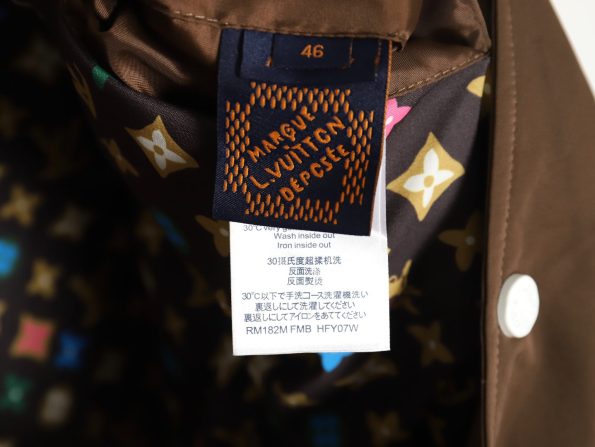 46
MARQUE
L.VUITTON
DÉPOSÉE
30°C very
Wash inside out
Iron inside out
30摄氏度超揉机洗
反面洗涤
反面熨烫
30℃以下で手洗コース洗濯機洗い
裏返しにして洗濯してください
裏返しにしてアイロンをあててください
RM182M FMB HFY07W